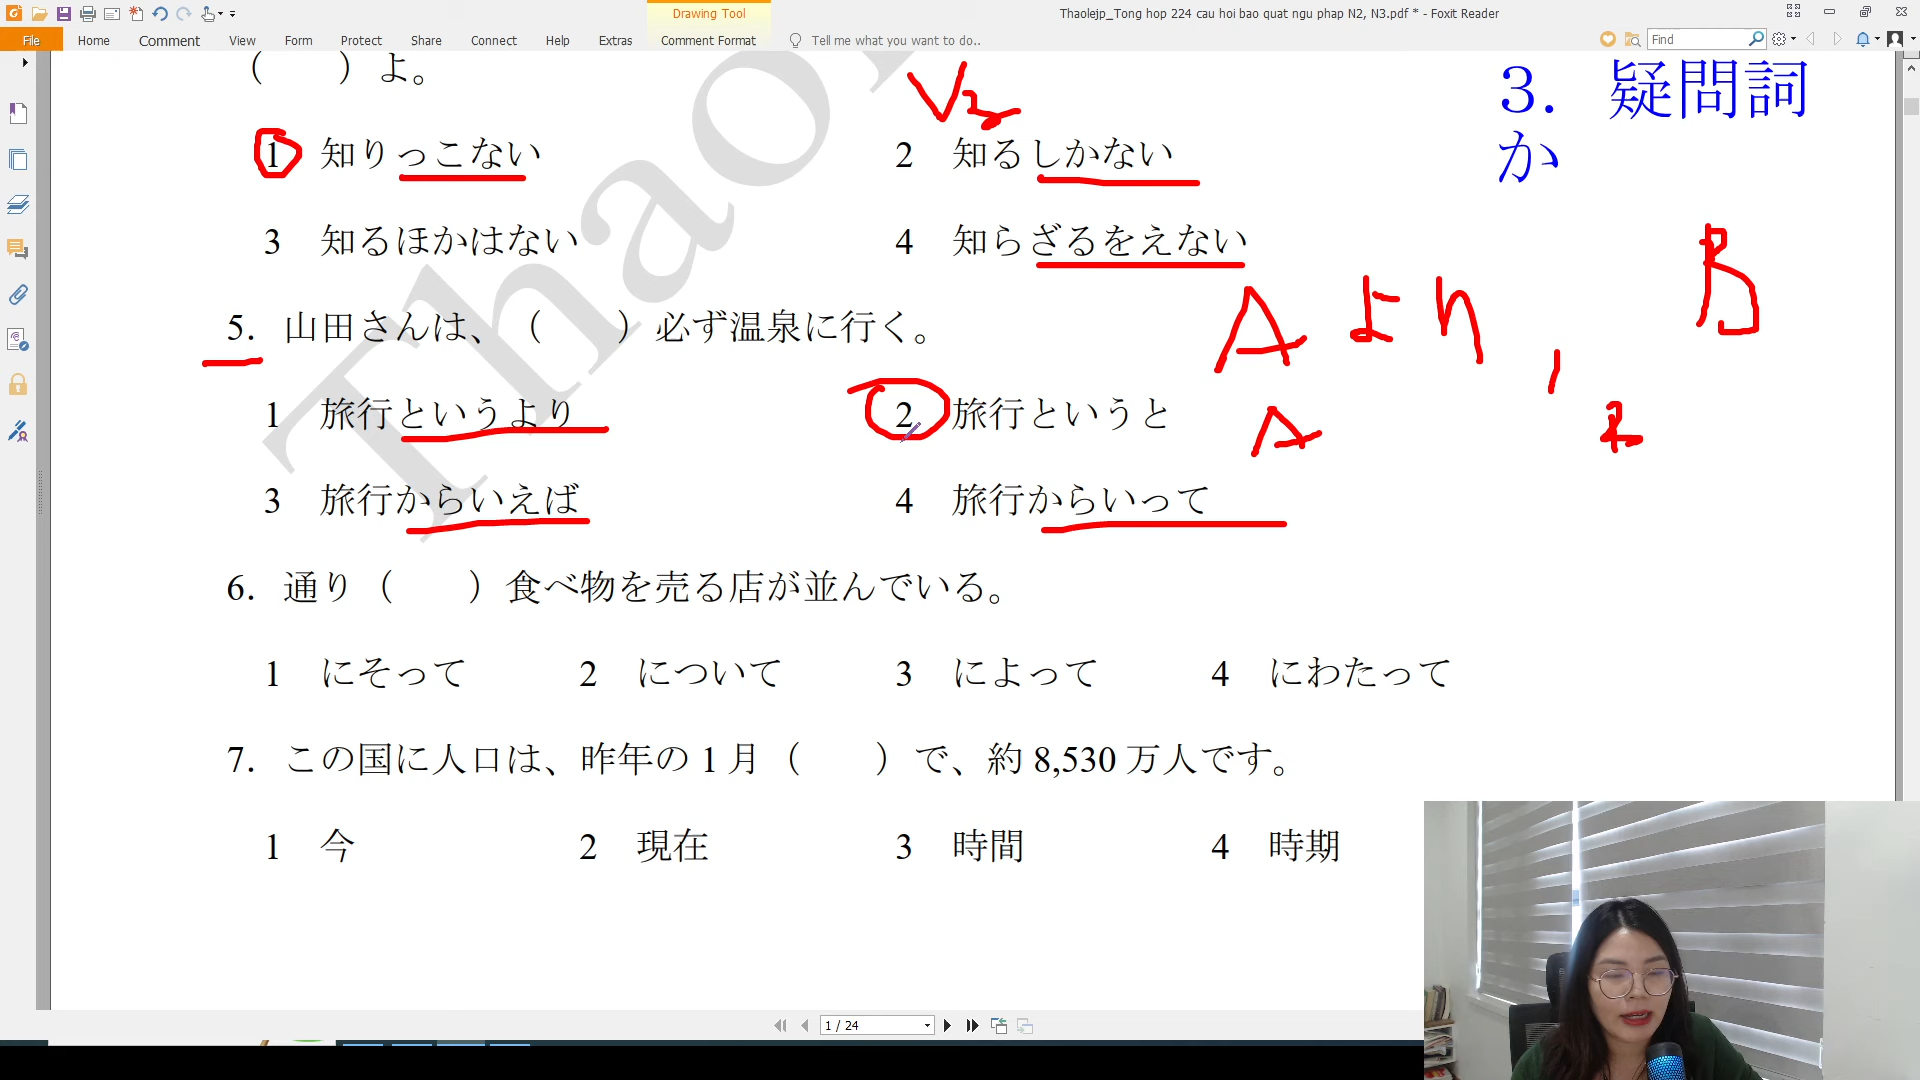 Drawing Tool
Thaolejp_Tong hop 224 cau hoi bao quat ngu phap N2, N3.pdf * - Foxit Reader
File Home Comment View Form Protect Share Connect Help Extras Comment Format Tell me what you want to do.. Find
( )よ。
V2
3. 疑問詞
か
1 知りっこない 2 知るしかない
3 知るほかはない 4 知らざるをえない
A より, B
5. 山田さんは、( )必ず温泉に行く。
1 旅行というより 2 旅行というと
A
3 旅行からいえば 4 旅行からいって
6. 通り( )食べ物を売る店が並んでいる。
1 にそって 2 について 3 によって 4 にわたって
7. この国に人口は、昨年の1月( )で、約8,530万人です。
1 今 2 現在 3 時間 4 時期
1 / 24